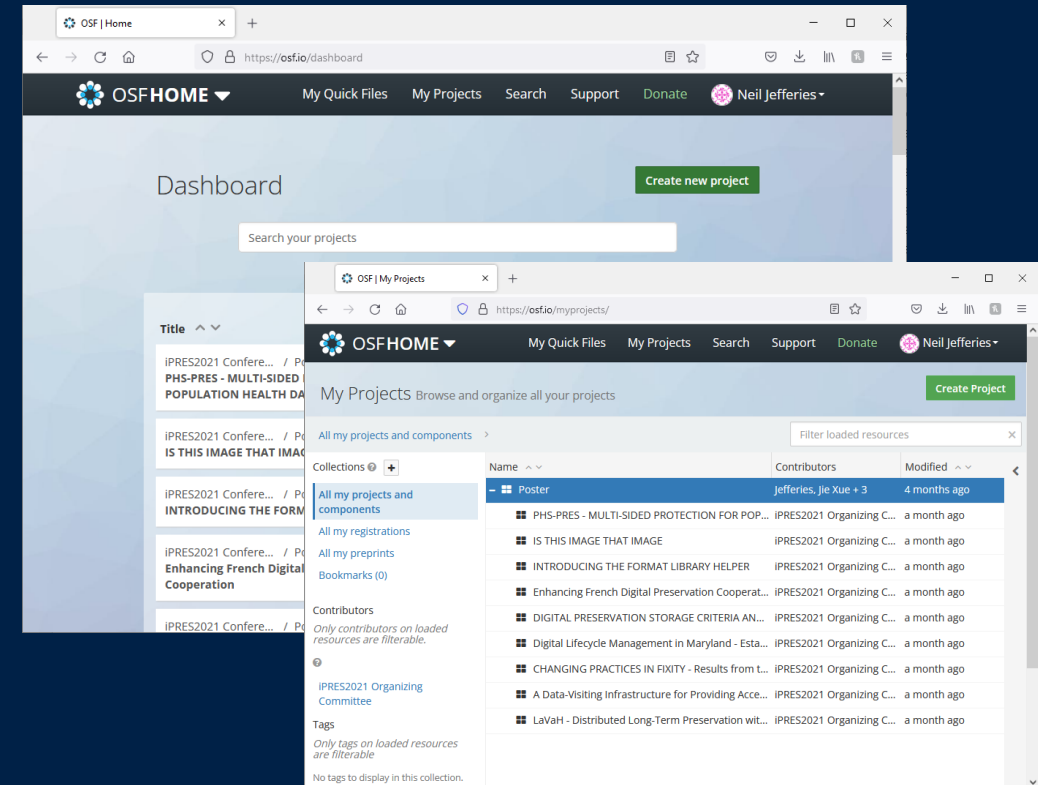 OSF | Home
https://osf.io/dashboard
OSFHOME My Quick Files My Projects Search Support Donate Neil Jefferies
Dashboard
Create new project
Search your projects
Title
iPRES2021 Confere... / Po
PHS-PRES - MULTI-SIDED
POPULATION HEALTH DA
iPRES2021 Confere... / Po
IS THIS IMAGE THAT IMAG
iPRES2021 Confere... / Po
INTRODUCING THE FORM
iPRES2021 Confere... / Po
Enhancing French Digital
Cooperation
iPRES2021 Confere... / Po
OSF | My Projects
https://osf.io/myprojects/
OSFHOME My Quick Files My Projects Search Support Donate Neil Jefferies
My Projects Browse and organize all your projects
Create Project
All my projects and components
Filter loaded resources
Collections
All my projects and
components
All my registrations
All my preprints
Bookmarks (0)
Contributors
Only contributors on loaded
resources are filterable.
iPRES2021 Organizing
Committee
Tags
Only tags on loaded resources
are filterable
No tags to display in this collection.
Name Contributors Modified
Poster Jefferies, Jie Xue + 3 4 months ago
PHS-PRES - MULTI-SIDED PROTECTION FOR POP... iPRES2021 Organizing C... a month ago
IS THIS IMAGE THAT IMAGE iPRES2021 Organizing C... a month ago
INTRODUCING THE FORMAT LIBRARY HELPER iPRES2021 Organizing C... a month ago
Enhancing French Digital Preservation Cooperat... iPRES2021 Organizing C... a month ago
DIGITAL PRESERVATION STORAGE CRITERIA AN... iPRES2021 Organizing C... a month ago
Digital Lifecycle Management in Maryland - Esta... iPRES2021 Organizing C... a month ago
CHANGING PRACTICES IN FIXITY - Results from t... iPRES2021 Organizing C... a month ago
A Data-Visiting Infrastructure for Providing Acce... iPRES2021 Organizing C... a month ago
LaVaH - Distributed Long-Term Preservation wit... iPRES2021 Organizing C... a month ago